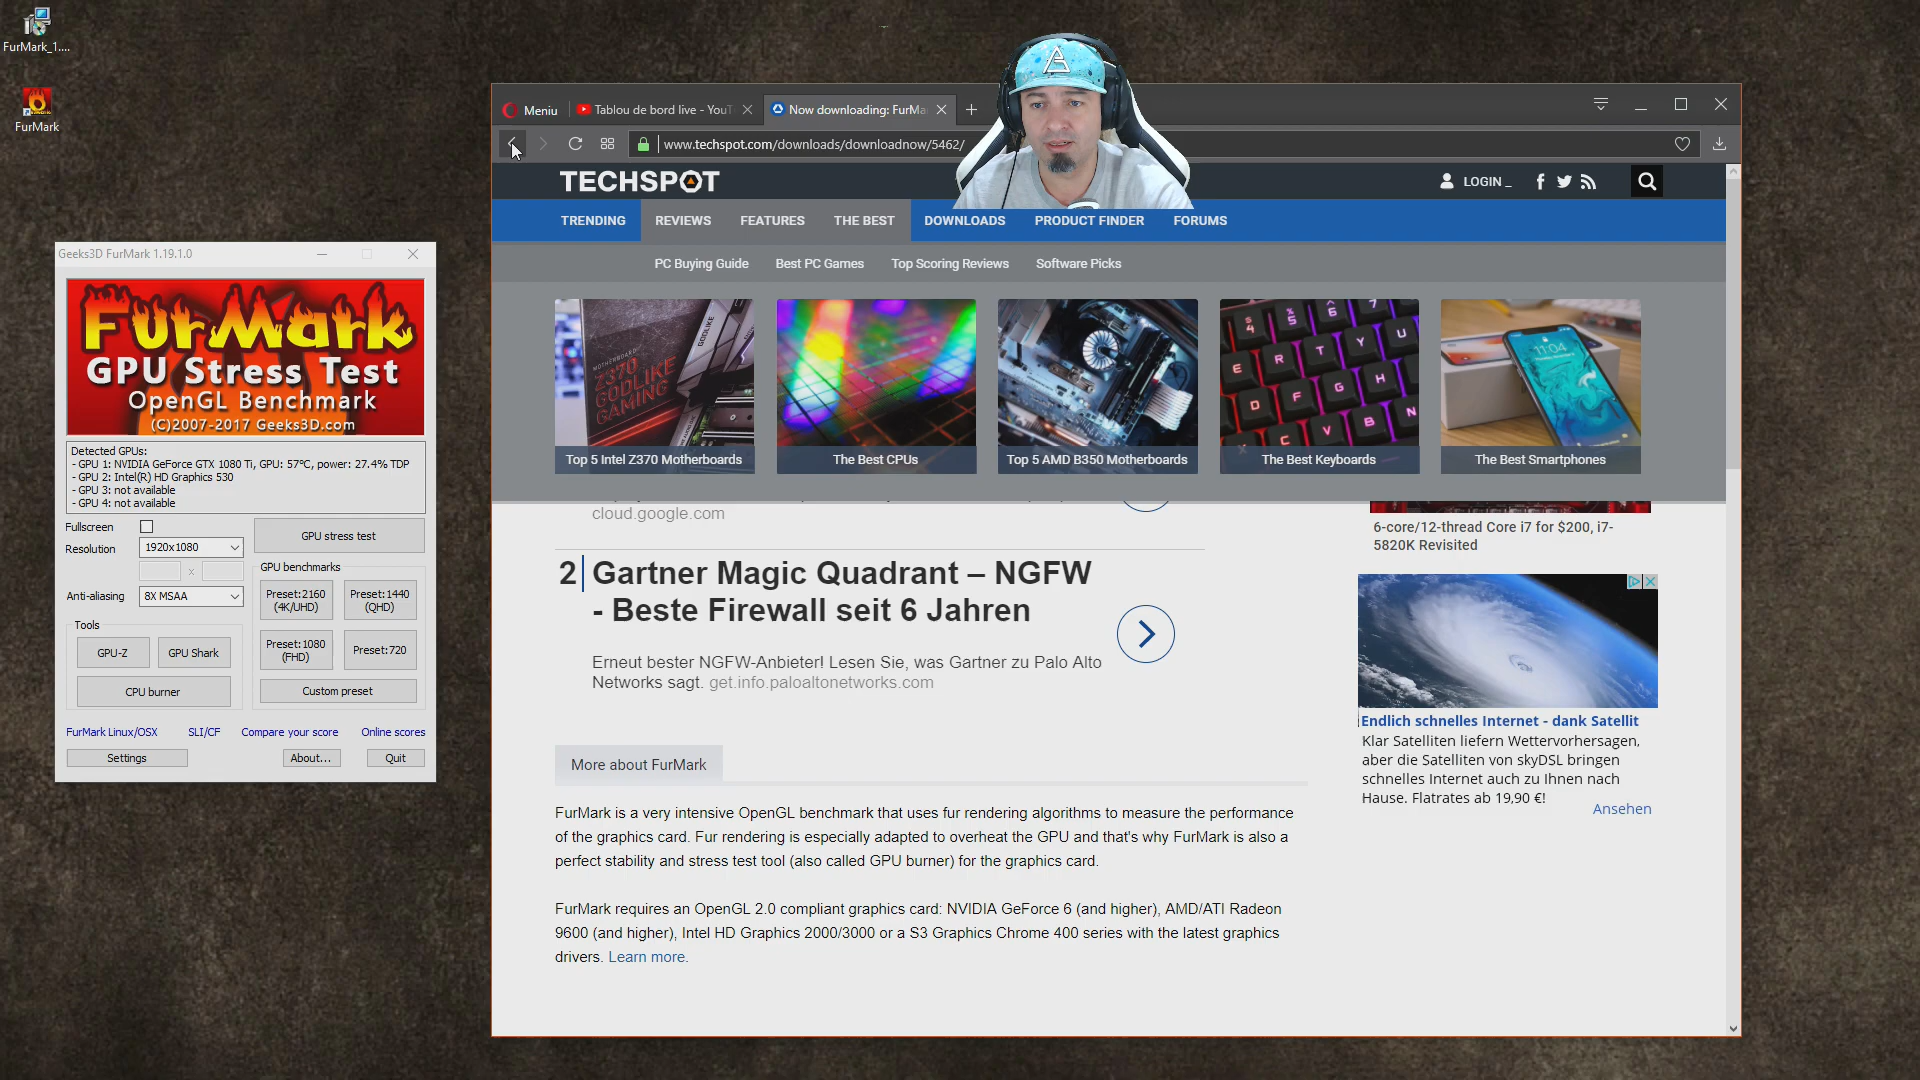 FurMark_1....
FurMark
Geeks3D FurMark 1.19.1.0
FurMark
GPU Stress Test
OpenGL Benchmark
(C)2007-2017 Geeks3D.com
Detected GPUs:
- GPU 1: NVIDIA GeForce GTX 1080 Ti, GPU: 57°C, power: 27.4% TDP
- GPU 2: Intel(R) HD Graphics 530
- GPU 3: not available
- GPU 4: not available
Fullscreen
GPU stress test
Resolution
1920x1080
x
GPU benchmarks
Anti-aliasing
8X MSAA
Preset:2160
(4K/UHD)
Preset:1440
(QHD)
Tools
GPU-Z
GPU Shark
Preset:1080
(FHD)
Preset:720
CPU burner
Custom preset
FurMark Linux/OSX
SLI/CF
Compare your score
Online scores
Settings
About...
Quit
Meniu
Tablou de bord live - YouT
Now downloading: FurMa
www.techspot.com/downloads/downloadnow/5462/
TECHSPOT
LOGIN _
TRENDING
REVIEWS
FEATURES
THE BEST
DOWNLOADS
PRODUCT FINDER
FORUMS
PC Buying Guide
Best PC Games
Top Scoring Reviews
Software Picks
MOTHERBOARD
Z370
GODLIKE
GAMING
GODLIKE
Top 5 Intel Z370 Motherboards
The Best CPUs
Top 5 AMD B350 Motherboards
The Best Keyboards
11:04
The Best Smartphones
cloud.google.com
2
Gartner Magic Quadrant – NGFW
- Beste Firewall seit 6 Jahren
Erneut bester NGFW-Anbieter! Lesen Sie, was Gartner zu Palo Alto
Networks sagt. get.info.paloaltonetworks.com
6-core/12-thread Core i7 for $200, i7-
5820K Revisited
Endlich schnelles Internet - dank Satellit
Klar Satelliten liefern Wettervorhersagen,
aber die Satelliten von skyDSL bringen
schnelles Internet auch zu Ihnen nach
Hause. Flatrates ab 19,90 €!
Ansehen
More about FurMark
FurMark is a very intensive OpenGL benchmark that uses fur rendering algorithms to measure the performance
of the graphics card. Fur rendering is especially adapted to overheat the GPU and that's why FurMark is also a
perfect stability and stress test tool (also called GPU burner) for the graphics card.
FurMark requires an OpenGL 2.0 compliant graphics card: NVIDIA GeForce 6 (and higher), AMD/ATI Radeon
9600 (and higher), Intel HD Graphics 2000/3000 or a S3 Graphics Chrome 400 series with the latest graphics
drivers. Learn more.